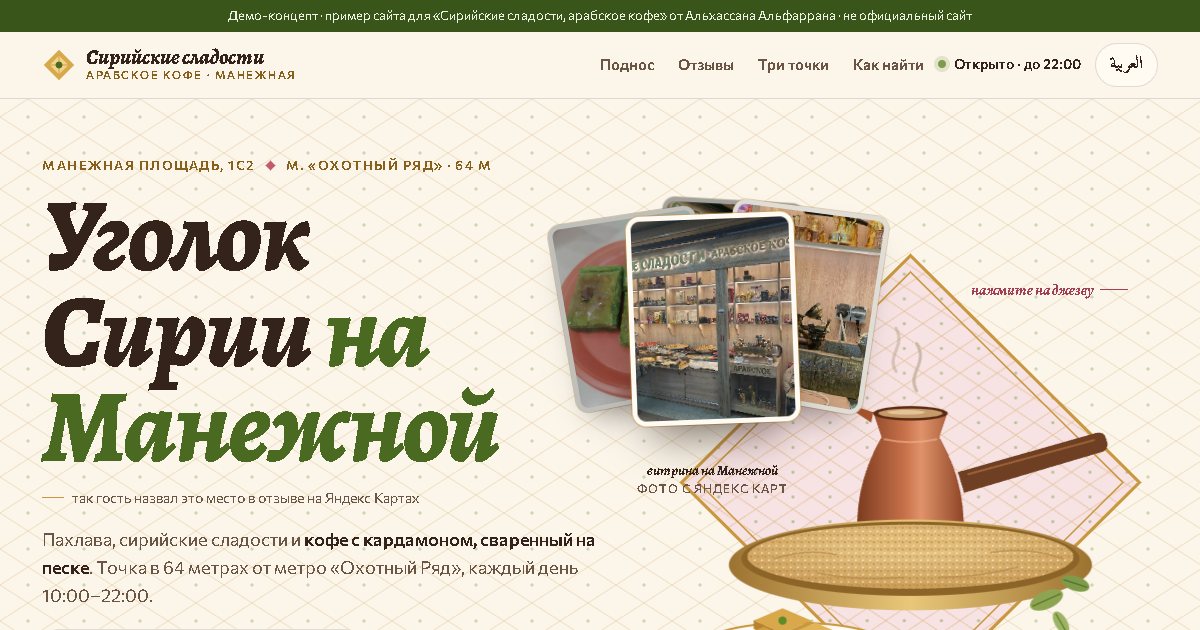 Демо-концепт · пример сайта для «Сирийские сладости, арабское кофе» от Альхассана Альфаррана · не официальный сайт
Сирийские сладости
АРАБСКОЕ КОФЕ · МАНЕЖНАЯ
Поднос
Отзывы
Три точки
Как найти
Открыто · до 22:00
العربية
МАНЕЖНАЯ ПЛОЩАДЬ, 1С2 ◆ М. «ОХОТНЫЙ РЯД» · 64 М
Уголок
Сирии на
Манежной
так гость назвал это место в отзыве на Яндекс Картах
Пахлава, сирийские сладости и кофе с кардамоном, сваренный на
песке. Точка в 64 метрах от метро «Охотный Ряд», каждый день
10:00–22:00.
Е СЛАДОСТИ · АРАБСКОЕ КО
АРАБСКОЕ
витрина на Манежной
ФОТО С ЯНДЕКС КАРТ
нажмите на джезву